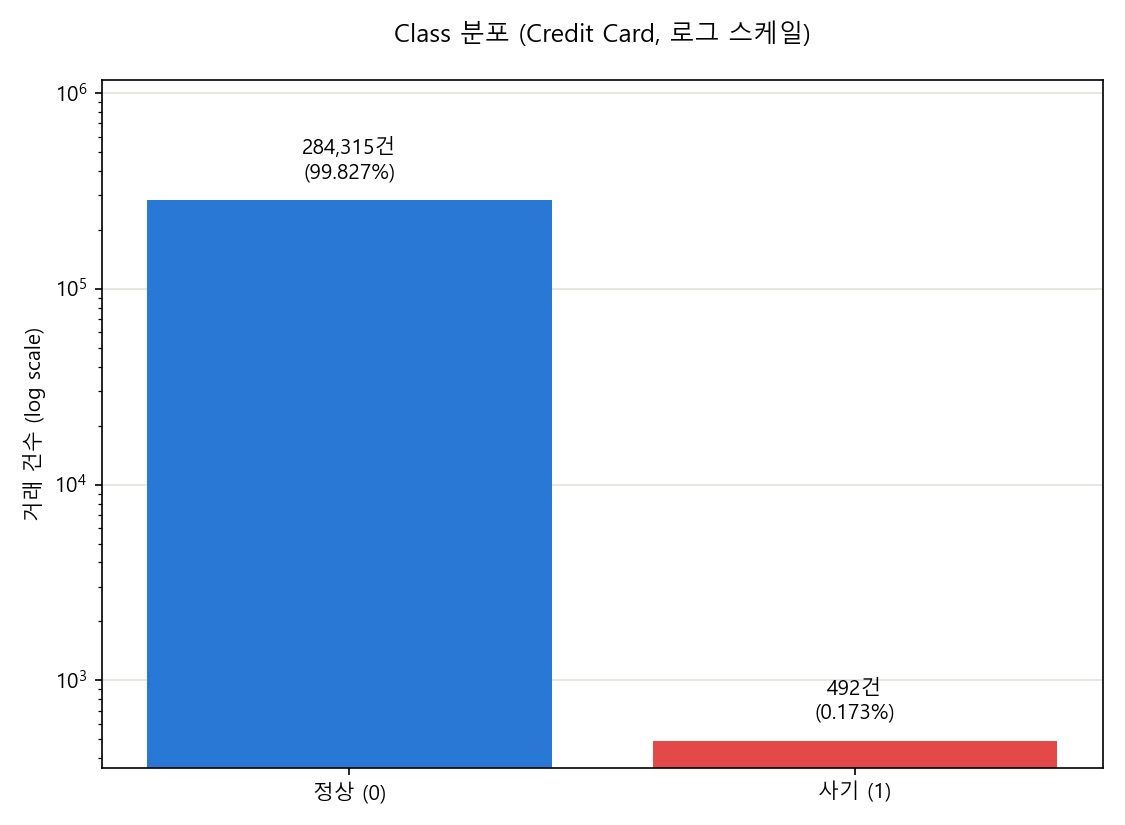 Class 분포 (Credit Card, 로그 스케일)
거래 건수 (log scale)
10⁶
10⁵
10⁴
10³
284,315건
(99.827%)
492건
(0.173%)
정상 (0)
사기 (1)